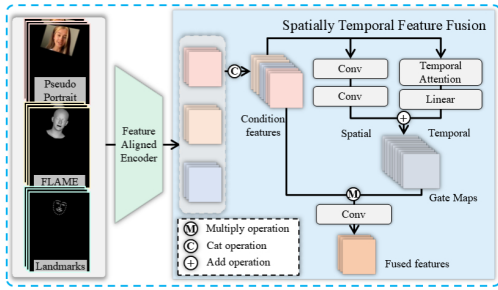 Spatially Temporal Feature Fusion
Pseudo
Portrait
FLAME
Landmarks
Feature
Aligned
Encoder
C
Condition
features
Conv
Conv
Spatial
Temporal
Attention
Linear
Temporal
+
Gate Maps
M
Conv
Fused features
M Multiply operation
C Cat operation
+ Add operation